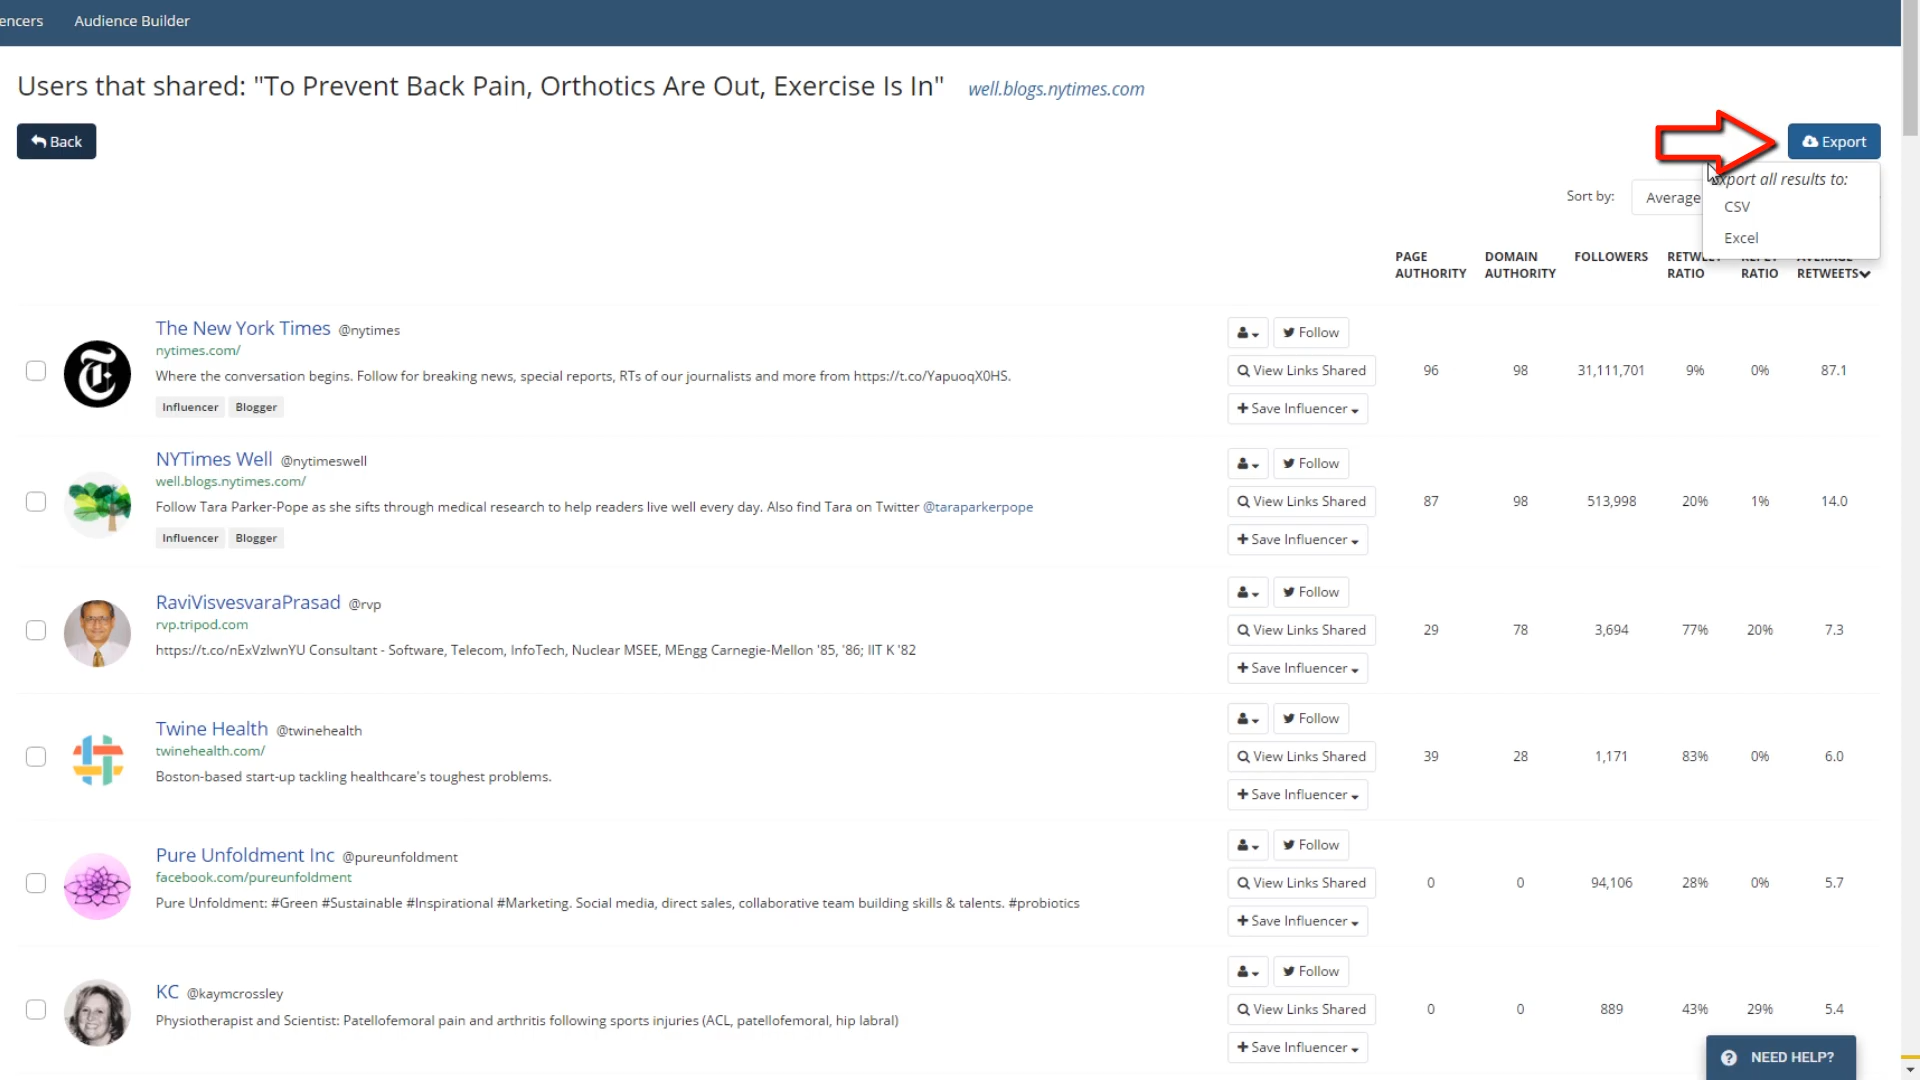 encers Audience Builder
Users that shared: "To Prevent Back Pain, Orthotics Are Out, Exercise Is In" well.blogs.nytimes.com
Back
Export
Export all results to:
CSV
Excel
Sort by: Average
PAGE AUTHORITY DOMAIN AUTHORITY FOLLOWERS RETWEET RATIO REPLY RATIO AVERAGE RETWEETS
The New York Times @nytimes
nytimes.com/
Where the conversation begins. Follow for breaking news, special reports, RTs of our journalists and more from https://t.co/YapuoqX0HS.
Influencer Blogger
Follow
View Links Shared 96 98 31,111,701 9% 0% 87.1
Save Influencer
NYTimes Well @nytimeswell
well.blogs.nytimes.com/
Follow Tara Parker-Pope as she sifts through medical research to help readers live well every day. Also find Tara on Twitter @taraparkerpope
Influencer Blogger
Follow
View Links Shared 87 98 513,998 20% 1% 14.0
Save Influencer
RaviVisvesvaraPrasad @rvp
rvp.tripod.com
https://t.co/nExVzlwnYU Consultant - Software, Telecom, InfoTech, Nuclear MSEE, MEngg Carnegie-Mellon '85, '86; IIT K '82
Follow
View Links Shared 29 78 3,694 77% 20% 7.3
Save Influencer
Twine Health @twinehealth
twinehealth.com/
Boston-based start-up tackling healthcare's toughest problems.
Follow
View Links Shared 39 28 1,171 83% 0% 6.0
Save Influencer
Pure Unfoldment Inc @pureunfoldment
facebook.com/pureunfoldment
Pure Unfoldment: #Green #Sustainable #Inspirational #Marketing. Social media, direct sales, collaborative team building skills & talents. #probiotics
Follow
View Links Shared 0 0 94,106 28% 0% 5.7
Save Influencer
KC @kaymcrossley
Physiotherapist and Scientist: Patellofemoral pain and arthritis following sports injuries (ACL, patellofemoral, hip labral)
Follow
View Links Shared 0 0 889 43% 29% 5.4
Save Influencer
NEED HELP?